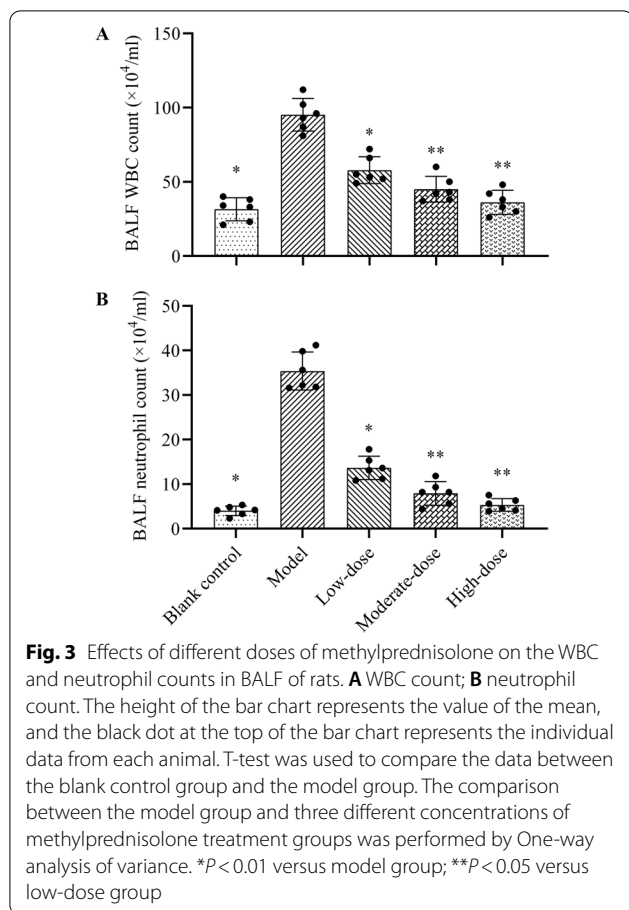 A
BALF WBC count (×10⁴/ml)
150
100
50
0
*
*
**
**
B
BALF neutrophil count (×10⁴/ml)
50
40
30
20
10
0
*
*
**
**
Blank control
Model
Low-dose
Moderate-dose
High-dose
Fig. 3 Effects of different doses of methylprednisolone on the WBC
and neutrophil counts in BALF of rats. A WBC count; B neutrophil
count. The height of the bar chart represents the value of the mean,
and the black dot at the top of the bar chart represents the individual
data from each animal. T-test was used to compare the data between
the blank control group and the model group. The comparison
between the model group and three different concentrations of
methylprednisolone treatment groups was performed by One-way
analysis of variance. *P < 0.01 versus model group; **P < 0.05 versus
low-dose group